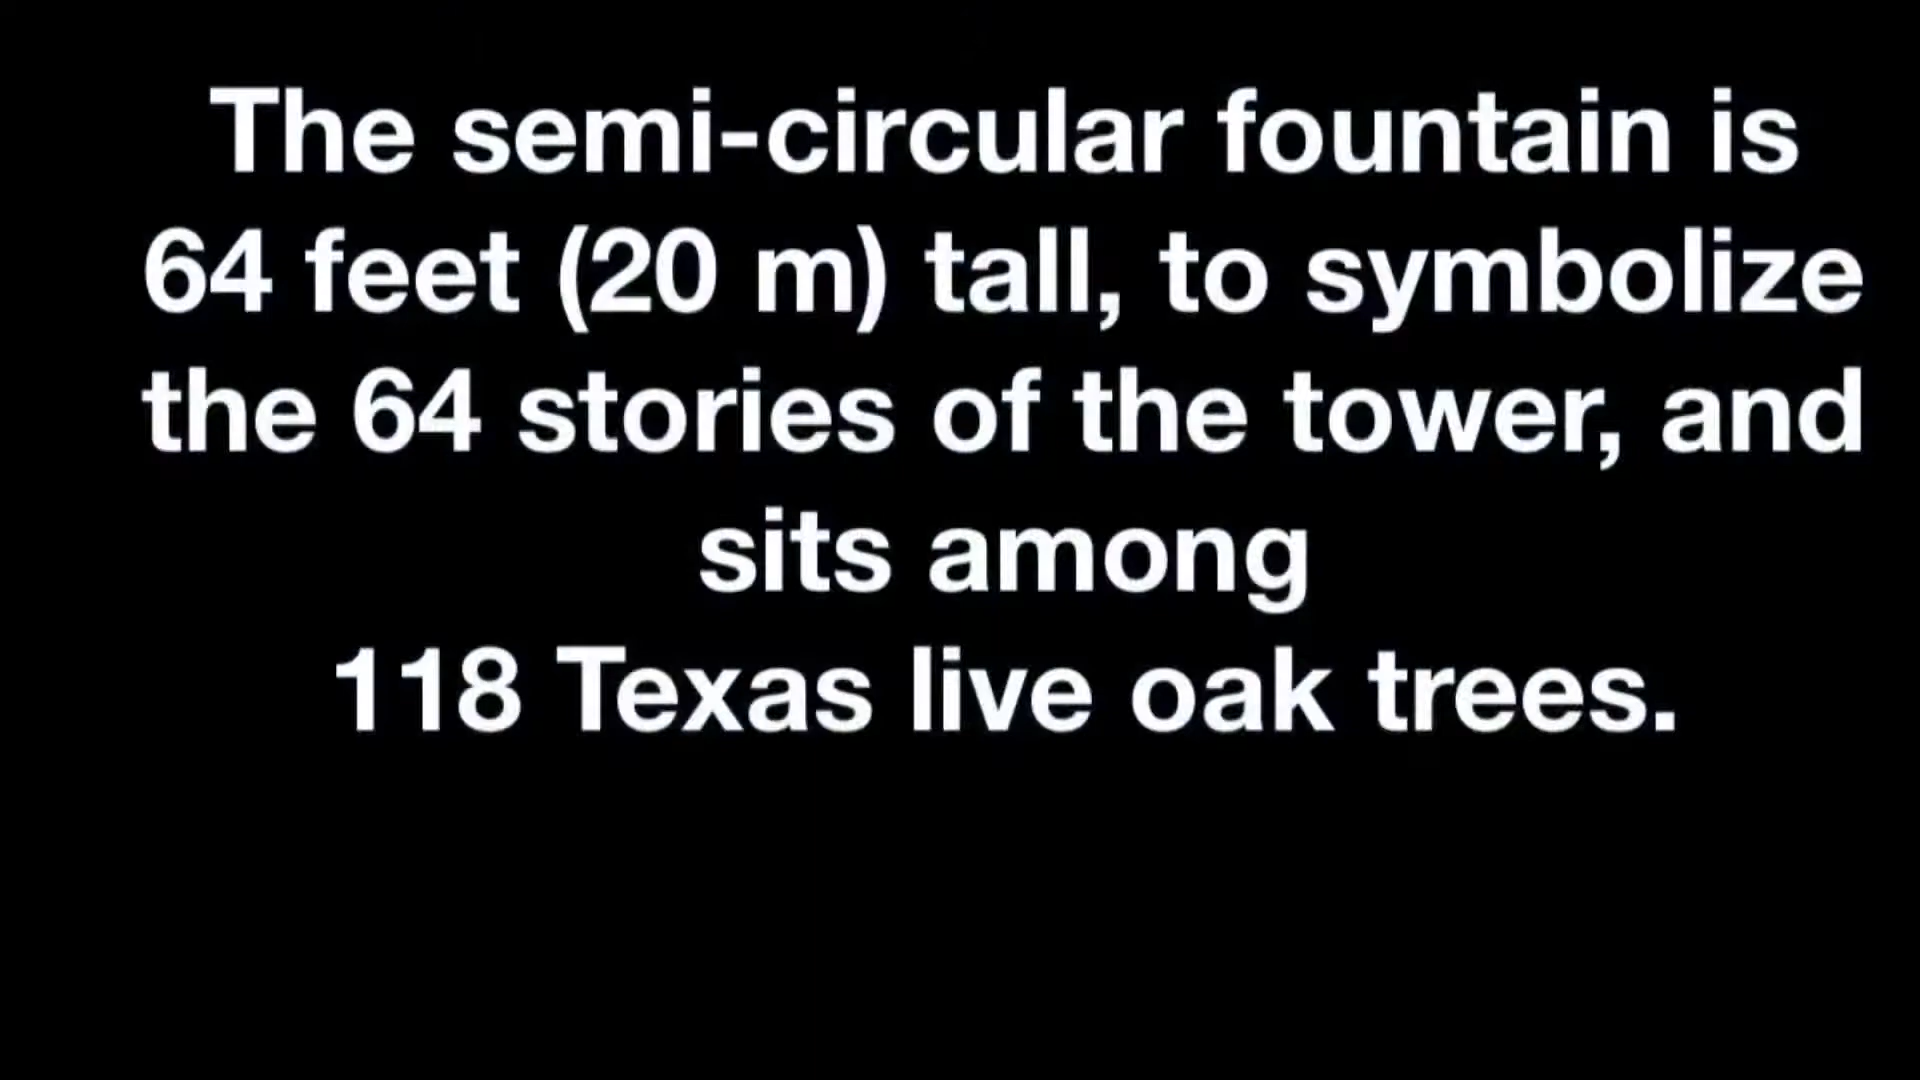 The semi-circular fountain is
64 feet (20 m) tall, to symbolize
the 64 stories of the tower, and
sits among
118 Texas live oak trees.